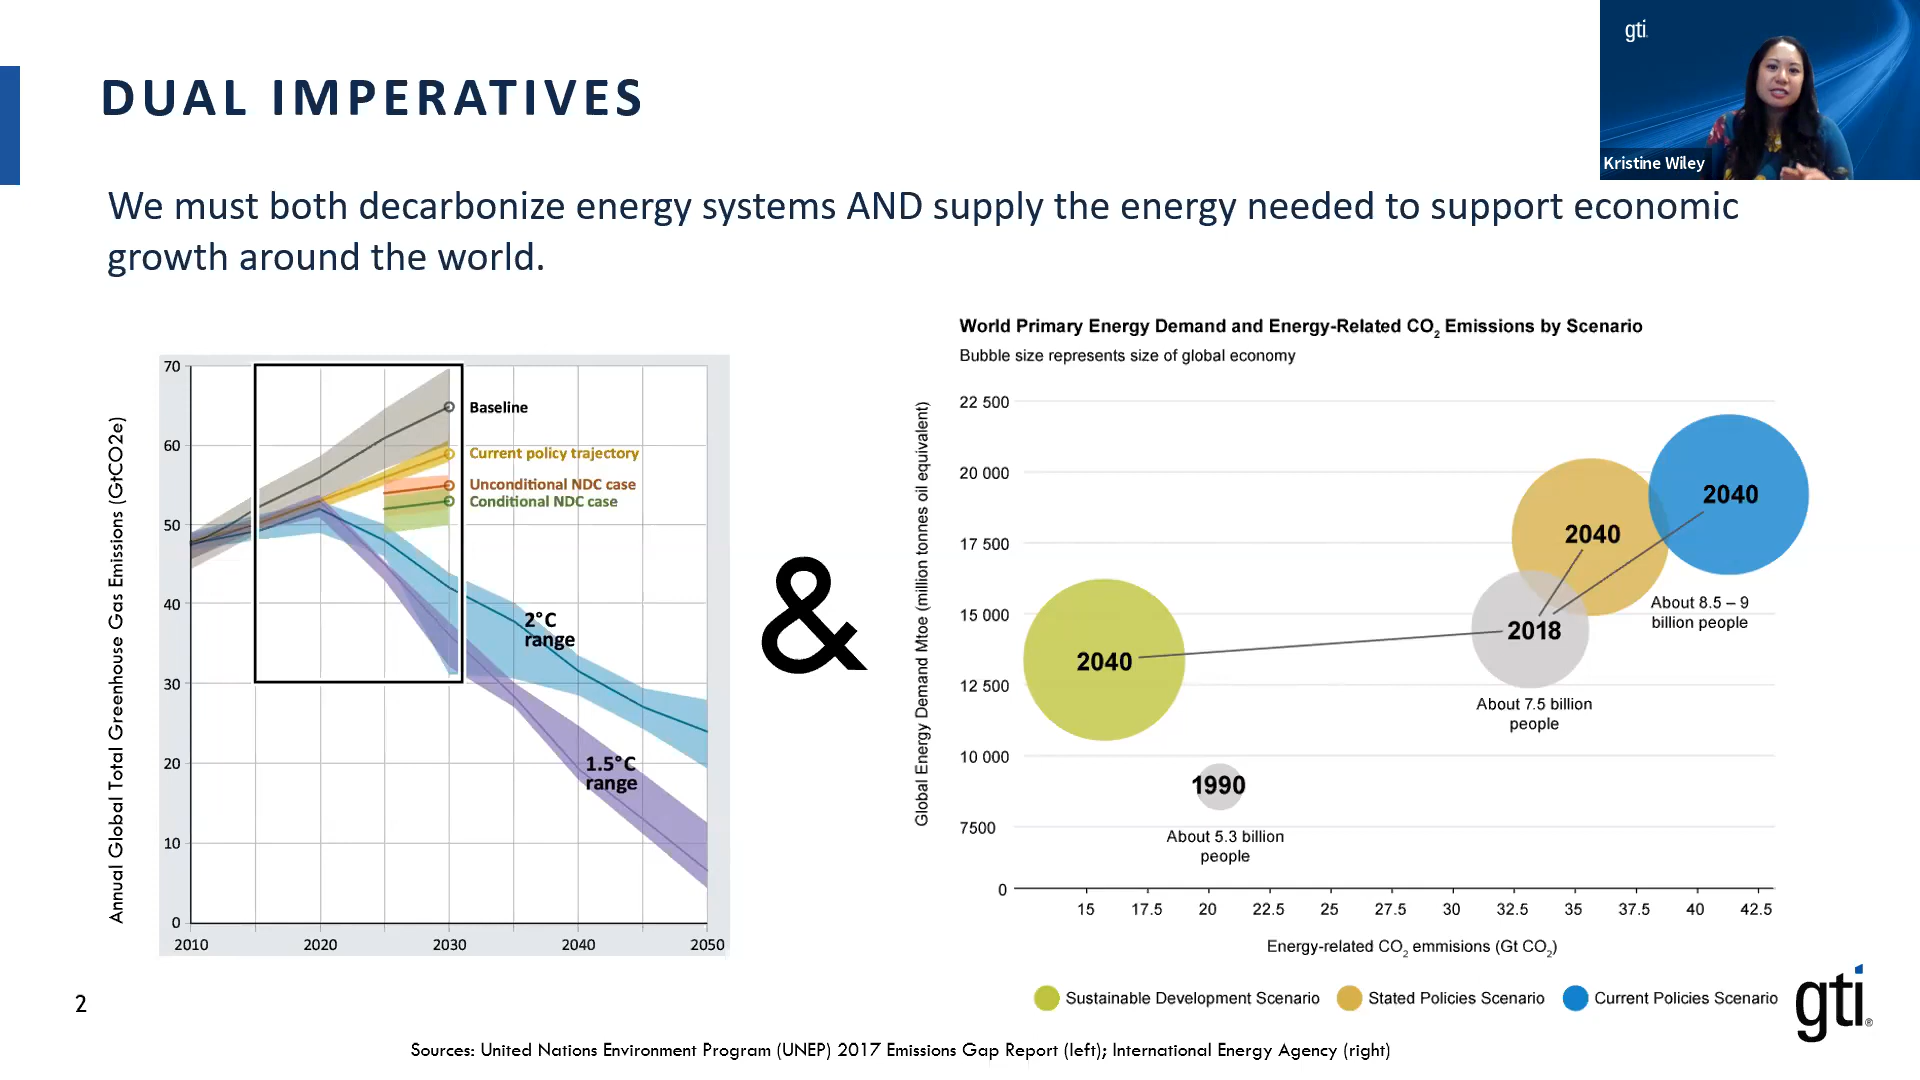 gti
Kristine Wiley
DUAL IMPERATIVES
We must both decarbonize energy systems AND supply the energy needed to support economic
growth around the world.
Annual Global Total Greenhouse Gas Emissions (GtCO2e)
70
60
50
40
30
20
10
0
2010
2020
2030
2040
2050
Baseline
Current policy trajectory
Unconditional NDC case
Conditional NDC case
2°C
range
1.5°C
range
&
World Primary Energy Demand and Energy-Related CO2 Emissions by Scenario
Bubble size represents size of global economy
Global Energy Demand Mtoe (million tonnes oil equivalent)
22 500
20 000
17 500
15 000
12 500
10 000
7500
0
2040
2040
About 8.5 – 9
billion people
2018
2040
About 7.5 billion
people
1990
About 5.3 billion
people
15
17.5
20
22.5
25
27.5
30
32.5
35
37.5
40
42.5
Energy-related CO2 emmisions (Gt CO2)
Sustainable Development Scenario
Stated Policies Scenario
Current Policies Scenario
gti®
2
Sources: United Nations Environment Program (UNEP) 2017 Emissions Gap Report (left); International Energy Agency (right)